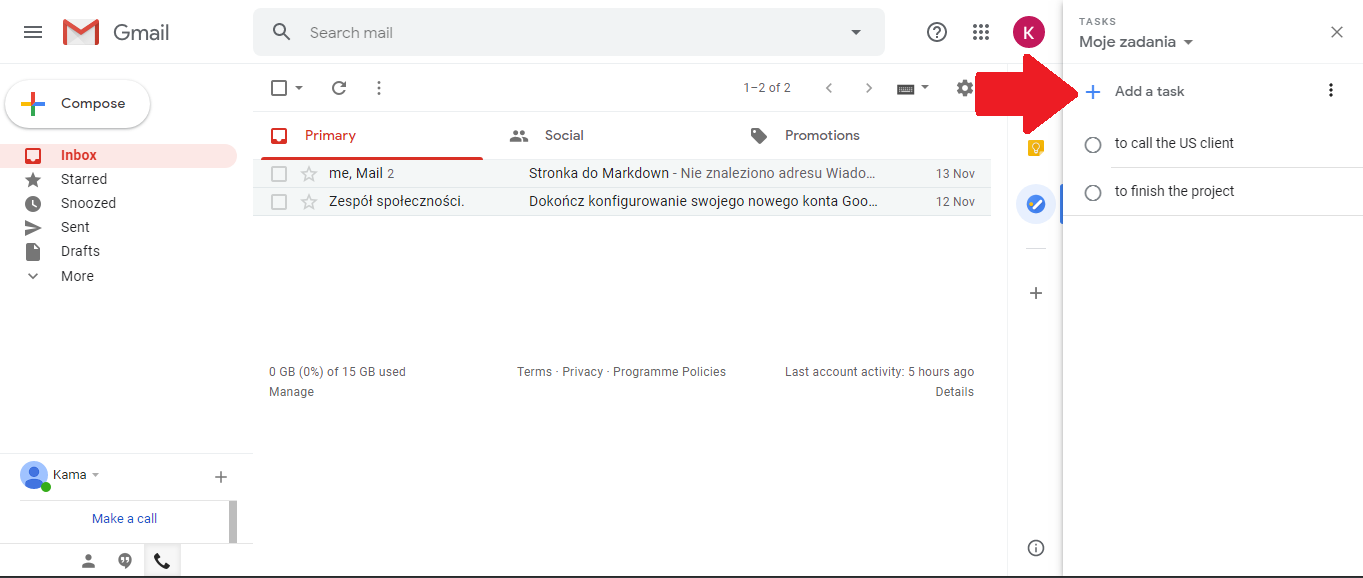 Gmail
Search mail
K
TASKS
Moje zadania
Compose
1–2 of 2
Add a task
Primary
Social
Promotions
Inbox
Starred
Snoozed
Sent
Drafts
More
me, Mail 2 Stronka do Markdown - Nie znaleziono adresu Wiado… 13 Nov
Zespół społeczności. Dokończ konfigurowanie swojego nowego konta Goo… 12 Nov
to call the US client
to finish the project
0 GB (0%) of 15 GB used
Manage
Terms · Privacy · Programme Policies
Last account activity: 5 hours ago
Details
Kama
Make a call